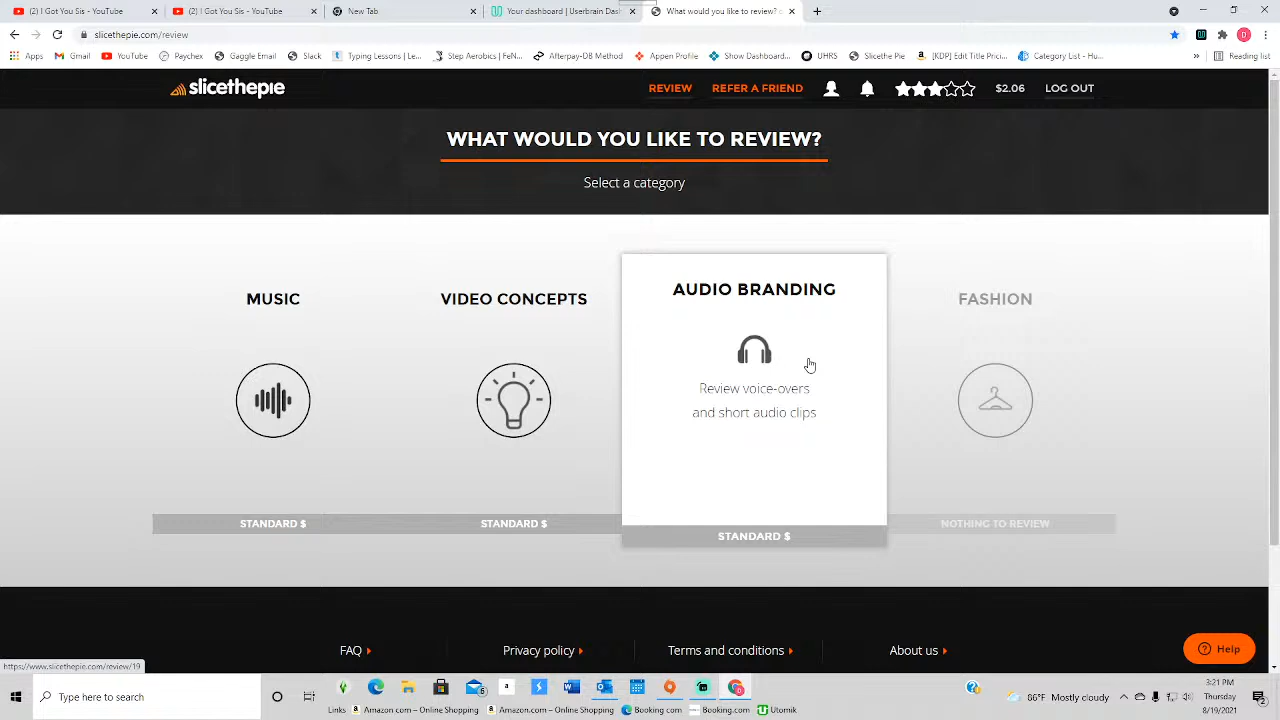 (2) I Got You Sis - YouTube
(2) I Got You Sis - YouTube
New Tab
Your dashboard | Userbrain Das
What would you like to review?
slicethepie.com/review
Apps
Gmail
YouTube
Paychex
Gaggle Email
Slack
Typing Lessons | Le...
Step Aerobics | FeN...
Afterpay-DB Method
Appen Profile
Show Dashboard...
UHRS
Slicethe Pie
[KDP] Edit Title Pric...
Category List - Hu...
Reading list
slicethepie
REVIEW
REFER A FRIEND
$2.06
LOG OUT
WHAT WOULD YOU LIKE TO REVIEW?
Select a category
MUSIC
VIDEO CONCEPTS
AUDIO BRANDING
FASHION
Review voice-overs
and short audio clips
STANDARD $
STANDARD $
STANDARD $
NOTHING TO REVIEW
FAQ
Privacy policy
Terms and conditions
About us
Help
https://www.slicethepie.com/review/19
Type here to search
86°F Mostly cloudy
3:21 PM
Thursday
8/19/2021
Links
Amazon.com – Online Shopping
Amazon.com – Online Shopping
Booking.com
Booking.com
Utomik